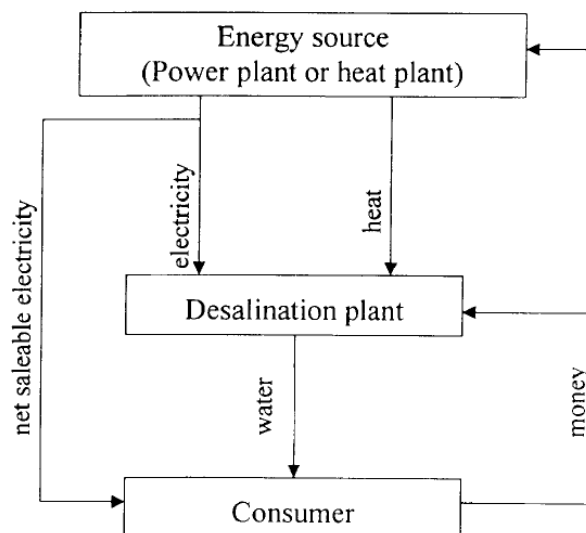 Energy source
(Power plant or heat plant)
net saleable electricity
electricity
heat
Desalination plant
water
money
Consumer